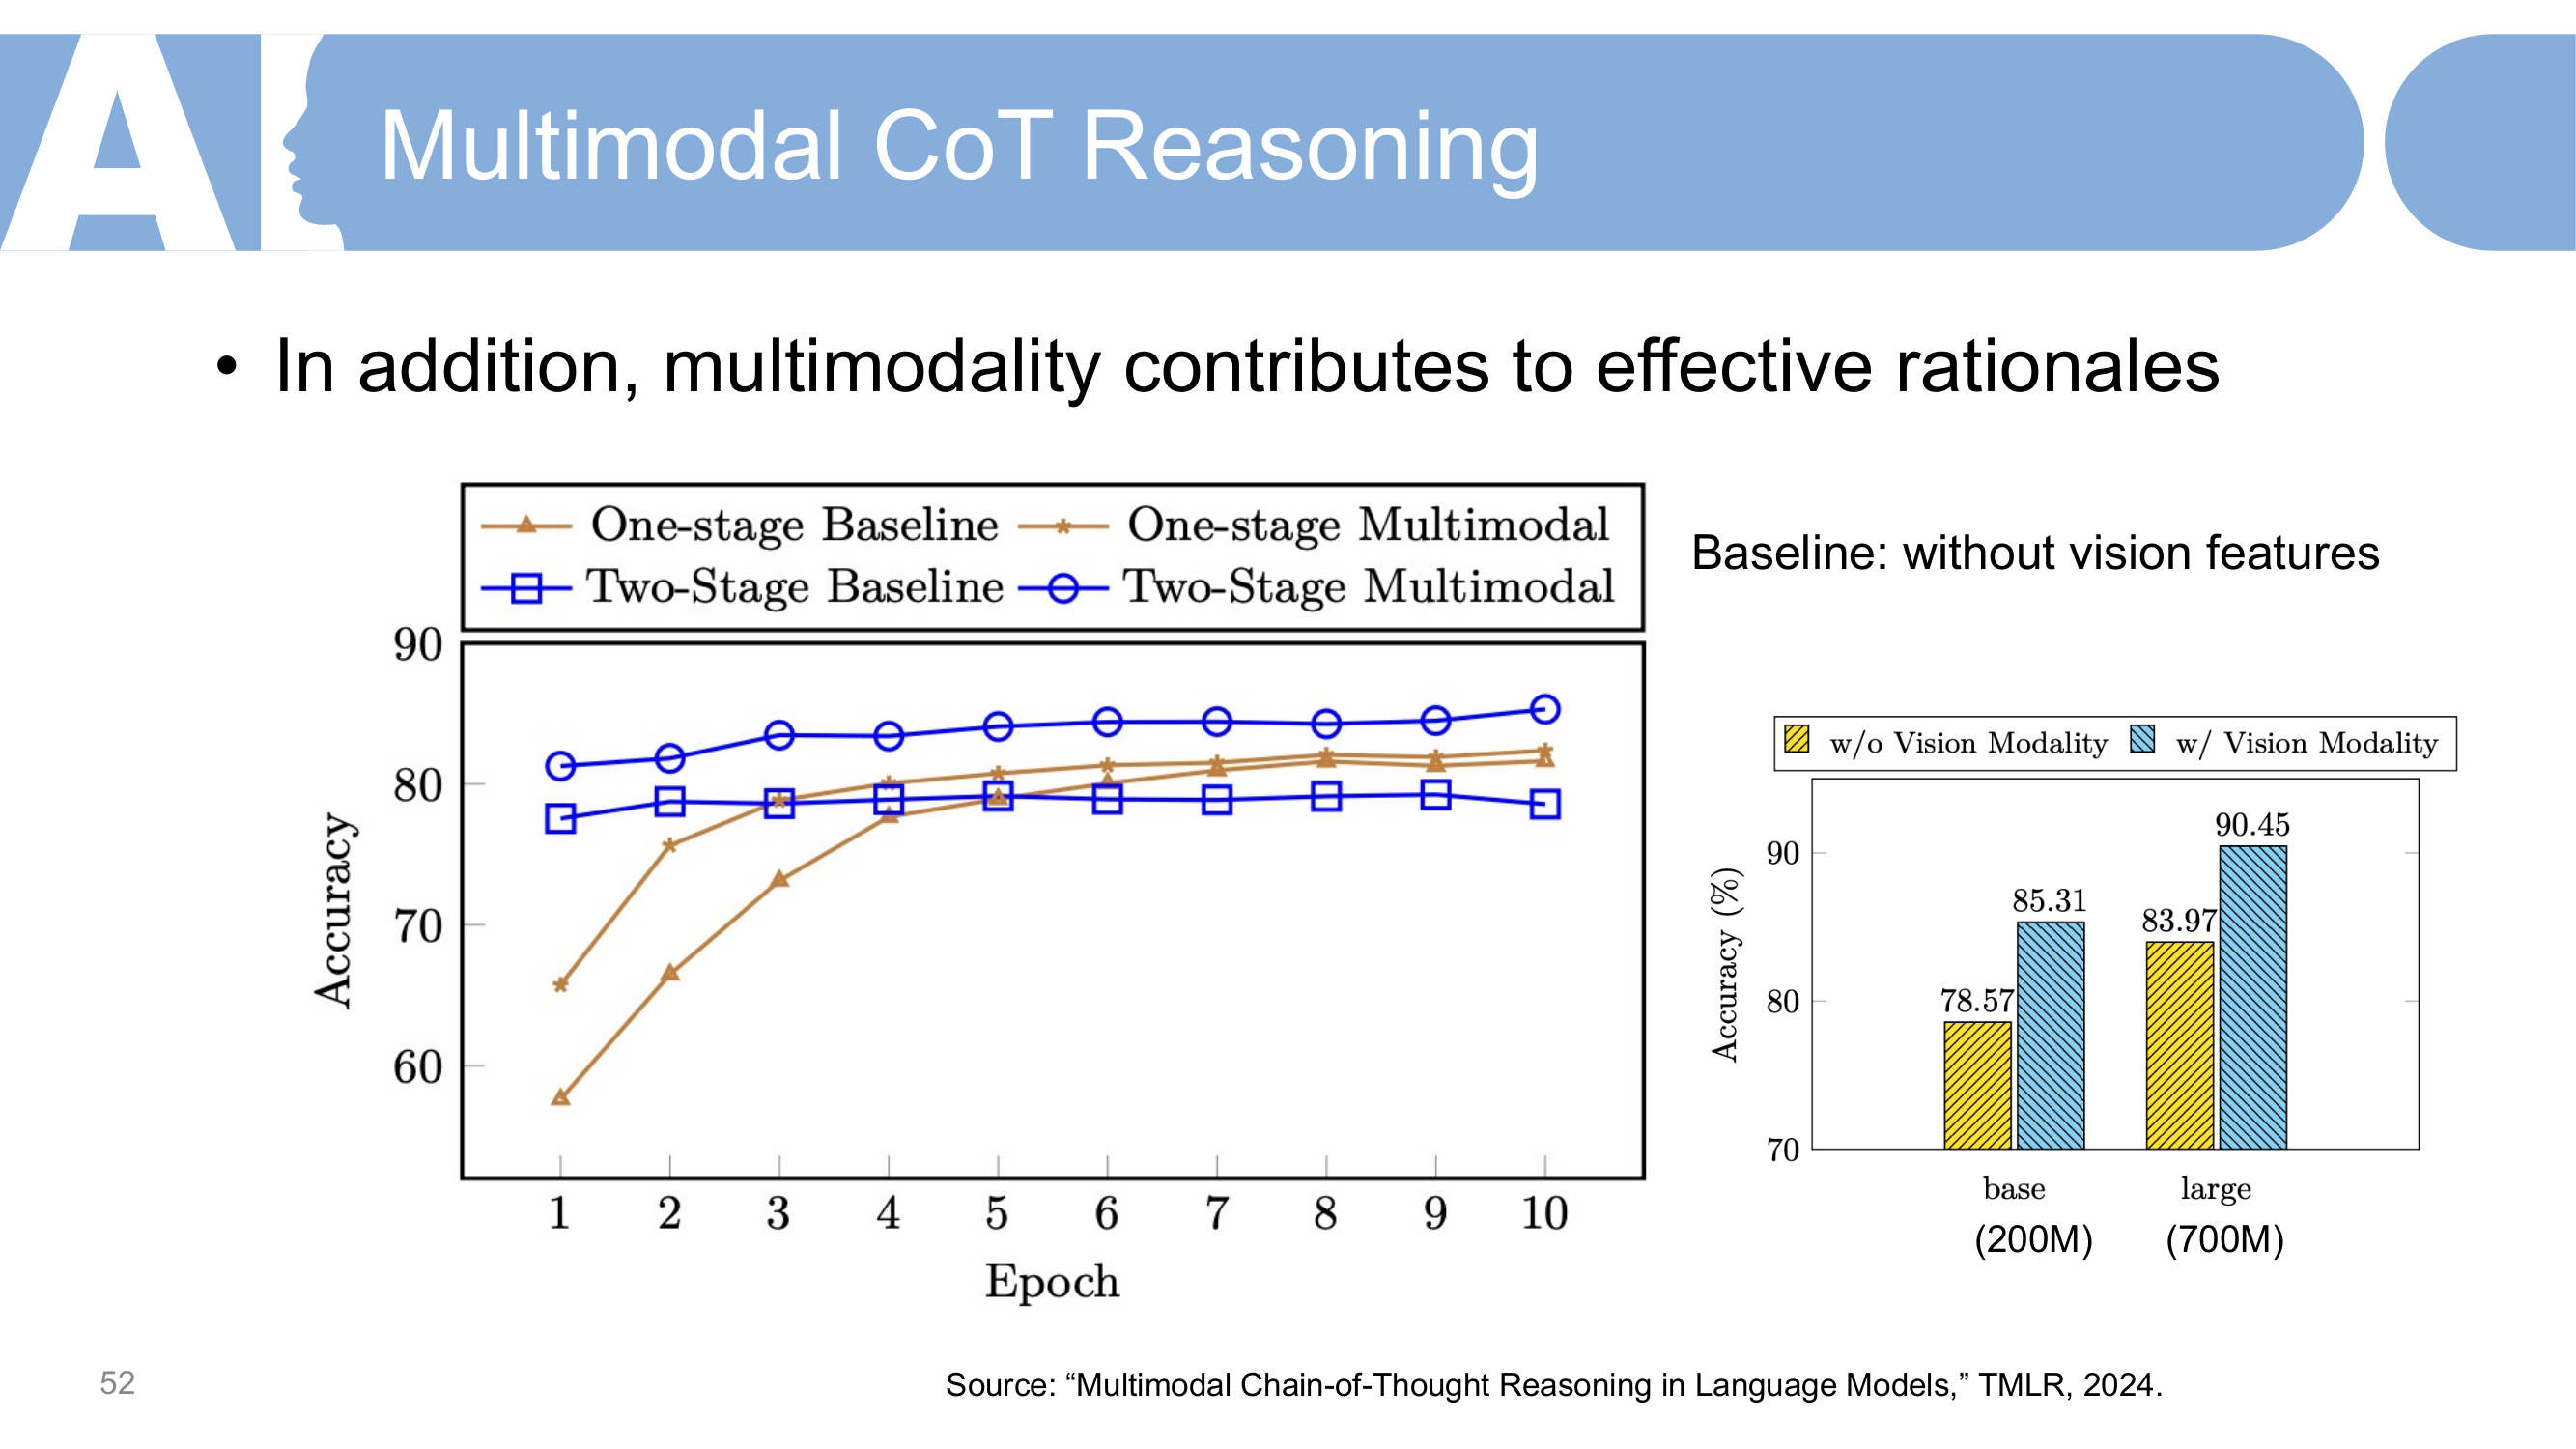 AI
Multimodal CoT Reasoning
• In addition, multimodality contributes to effective rationales
One-stage Baseline One-stage Multimodal
Two-Stage Baseline Two-Stage Multimodal
90
80
70
60
Accuracy
1 2 3 4 5 6 7 8 9 10
Epoch
Baseline: without vision features
w/o Vision Modality w/ Vision Modality
90
80
70
Accuracy (%)
78.57 85.31 83.97 90.45
base large
(200M) (700M)
52
Source: “Multimodal Chain-of-Thought Reasoning in Language Models,” TMLR, 2024.